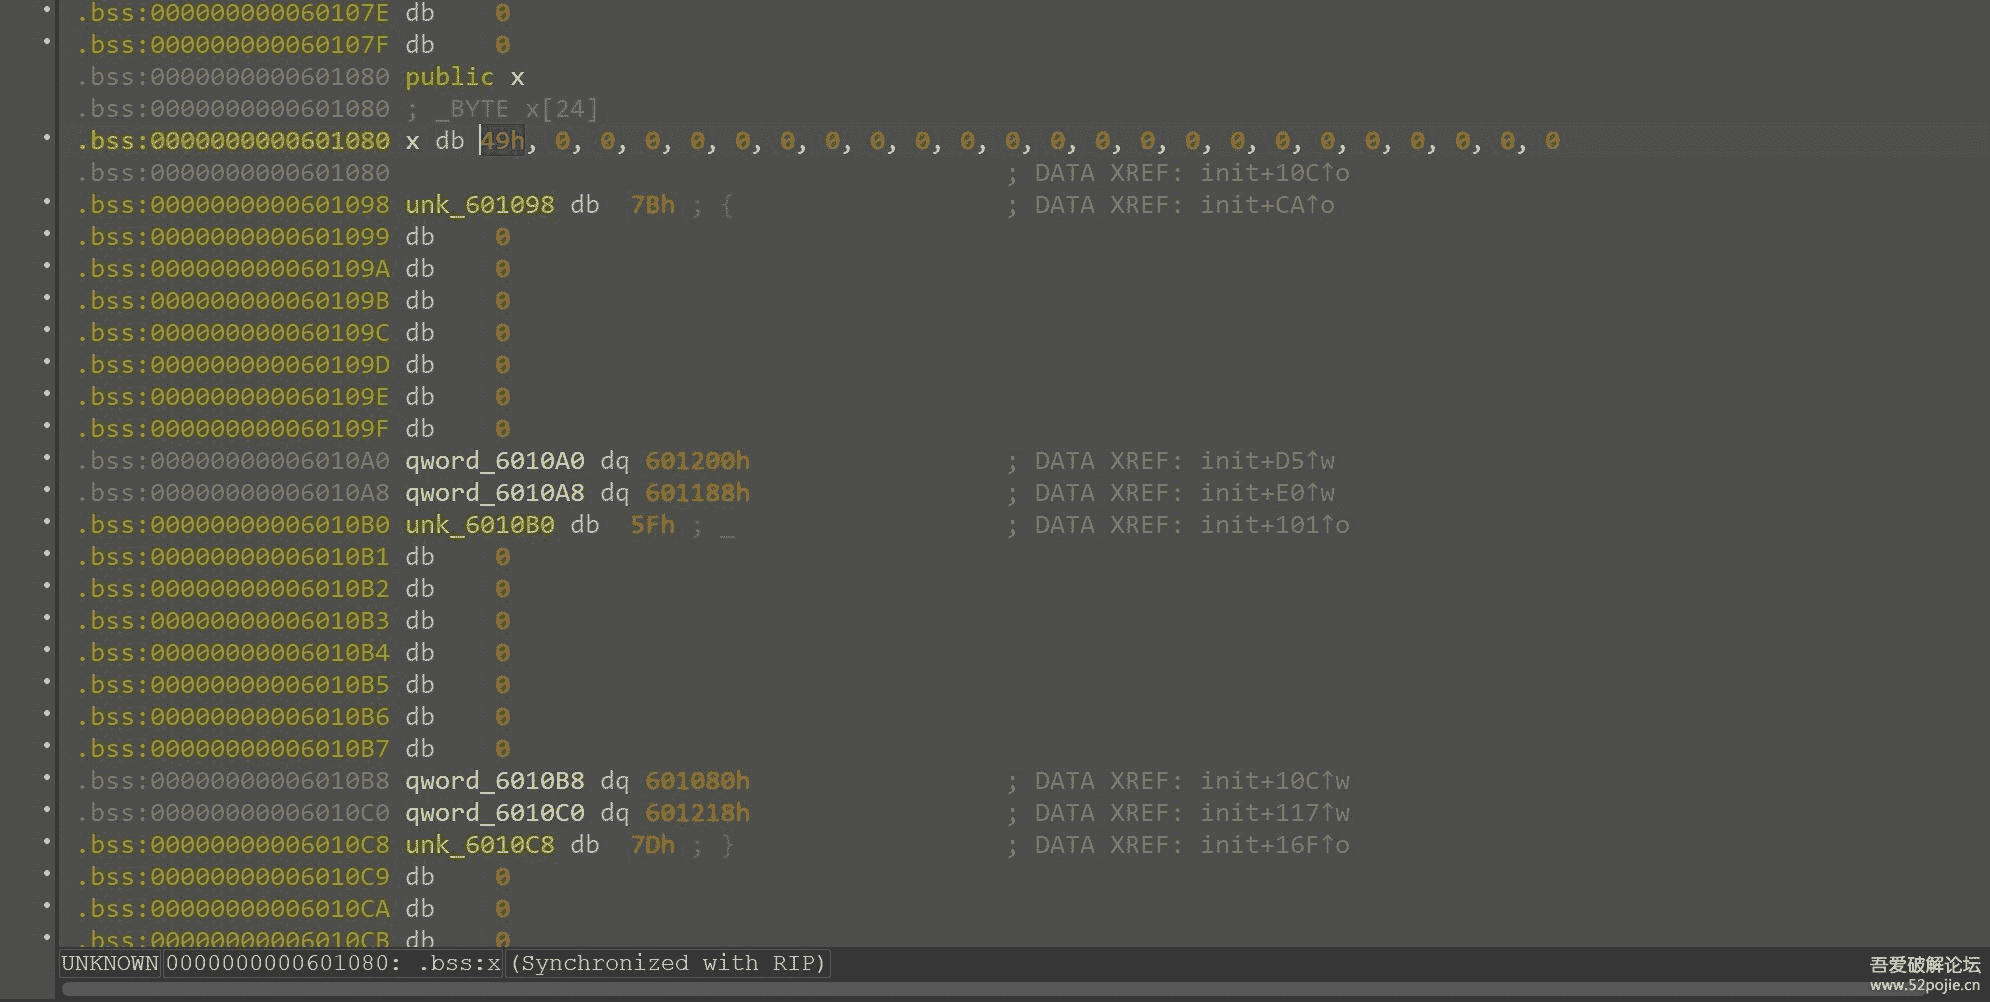 .bss:000000000060107E db 0
.bss:000000000060107F db 0
.bss:0000000000601080 public x
.bss:0000000000601080 ; _BYTE x[24]
.bss:0000000000601080 x db 49h, 0, 0, 0, 0, 0, 0, 0, 0, 0, 0, 0, 0, 0, 0, 0, 0, 0, 0, 0, 0, 0, 0, 0
.bss:0000000000601080 ; DATA XREF: init+10C↑o
.bss:0000000000601098 unk_601098 db 7Bh ; { ; DATA XREF: init+CA↑o
.bss:0000000000601099 db 0
.bss:000000000060109A db 0
.bss:000000000060109B db 0
.bss:000000000060109C db 0
.bss:000000000060109D db 0
.bss:000000000060109E db 0
.bss:000000000060109F db 0
.bss:00000000006010A0 qword_6010A0 dq 601200h ; DATA XREF: init+D5↑w
.bss:00000000006010A8 qword_6010A8 dq 601188h ; DATA XREF: init+E0↑w
.bss:00000000006010B0 unk_6010B0 db 5Fh ; _ ; DATA XREF: init+101↑o
.bss:00000000006010B1 db 0
.bss:00000000006010B2 db 0
.bss:00000000006010B3 db 0
.bss:00000000006010B4 db 0
.bss:00000000006010B5 db 0
.bss:00000000006010B6 db 0
.bss:00000000006010B7 db 0
.bss:00000000006010B8 qword_6010B8 dq 601080h ; DATA XREF: init+10C↑w
.bss:00000000006010C0 qword_6010C0 dq 601218h ; DATA XREF: init+117↑w
.bss:00000000006010C8 unk_6010C8 db 7Dh ; } ; DATA XREF: init+16F↑o
.bss:00000000006010C9 db 0
.bss:00000000006010CA db 0
.bss:00000000006010CB db 0
UNKNOWN 0000000000601080: .bss:x (Synchronized with RIP)
吾爱破解论坛
www.52pojie.cn